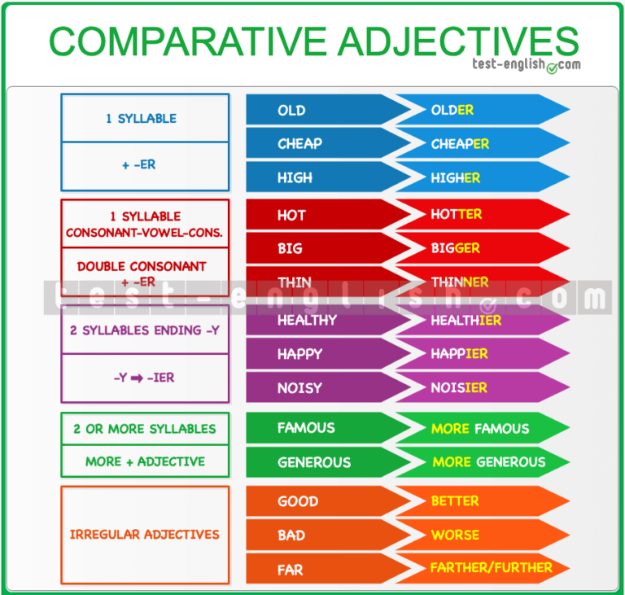 COMPARATIVE ADJECTIVES
test-english.com
1 SYLLABLE
+ -ER
OLD OLDER
CHEAP CHEAPER
HIGH HIGHER
1 SYLLABLE
CONSONANT-VOWEL-CONS.
DOUBLE CONSONANT
+ -ER
HOT HOTTER
BIG BIGGER
THIN THINNER
test-english.com
2 SYLLABLES ENDING -Y
-Y ➡ -IER
HEALTHY HEALTHIER
HAPPY HAPPIER
NOISY NOISIER
2 OR MORE SYLLABLES
MORE + ADJECTIVE
FAMOUS MORE FAMOUS
GENEROUS MORE GENEROUS
IRREGULAR ADJECTIVES
GOOD BETTER
BAD WORSE
FAR FARTHER/FURTHER